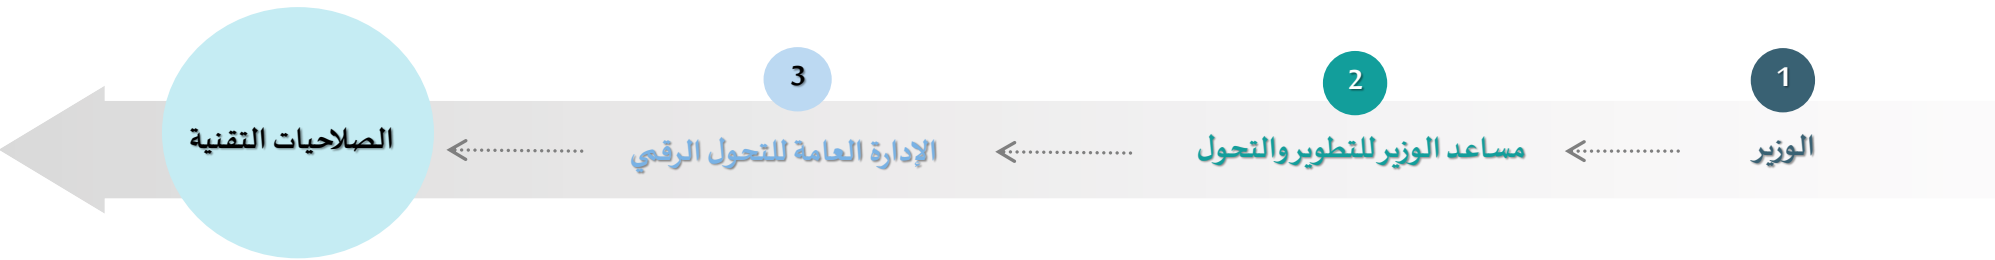 1
الوزير
2
مساعد الوزير للتطوير والتحول
3
الإدارة العامة للتحول الرقمي
الصلاحيات التقنية